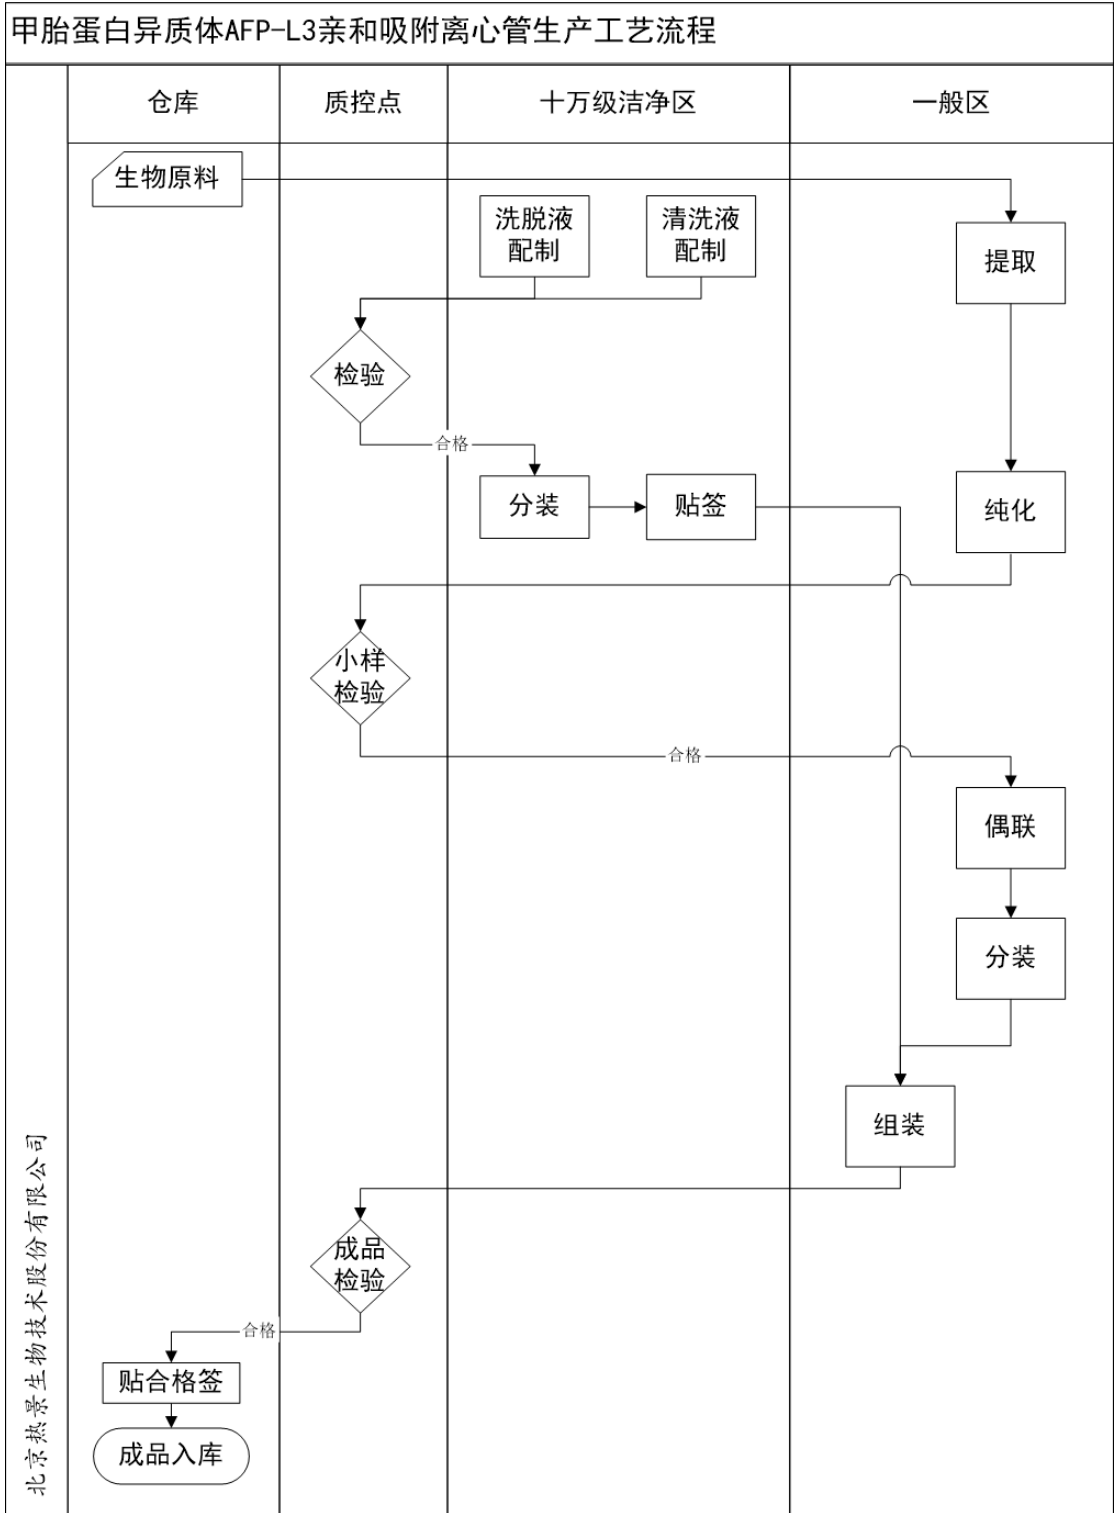 甲胎蛋白异质体AFP-L3亲和吸附离心管生产工艺流程
仓库
质控点
十万级洁净区
一般区
生物原料
洗脱液
配制
清洗液
配制
提取
检验
合格
分装
贴签
纯化
小样
检验
合格
偶联
分装
组装
成品
检验
合格
贴合格签
成品入库
北京热景生物技术股份有限公司